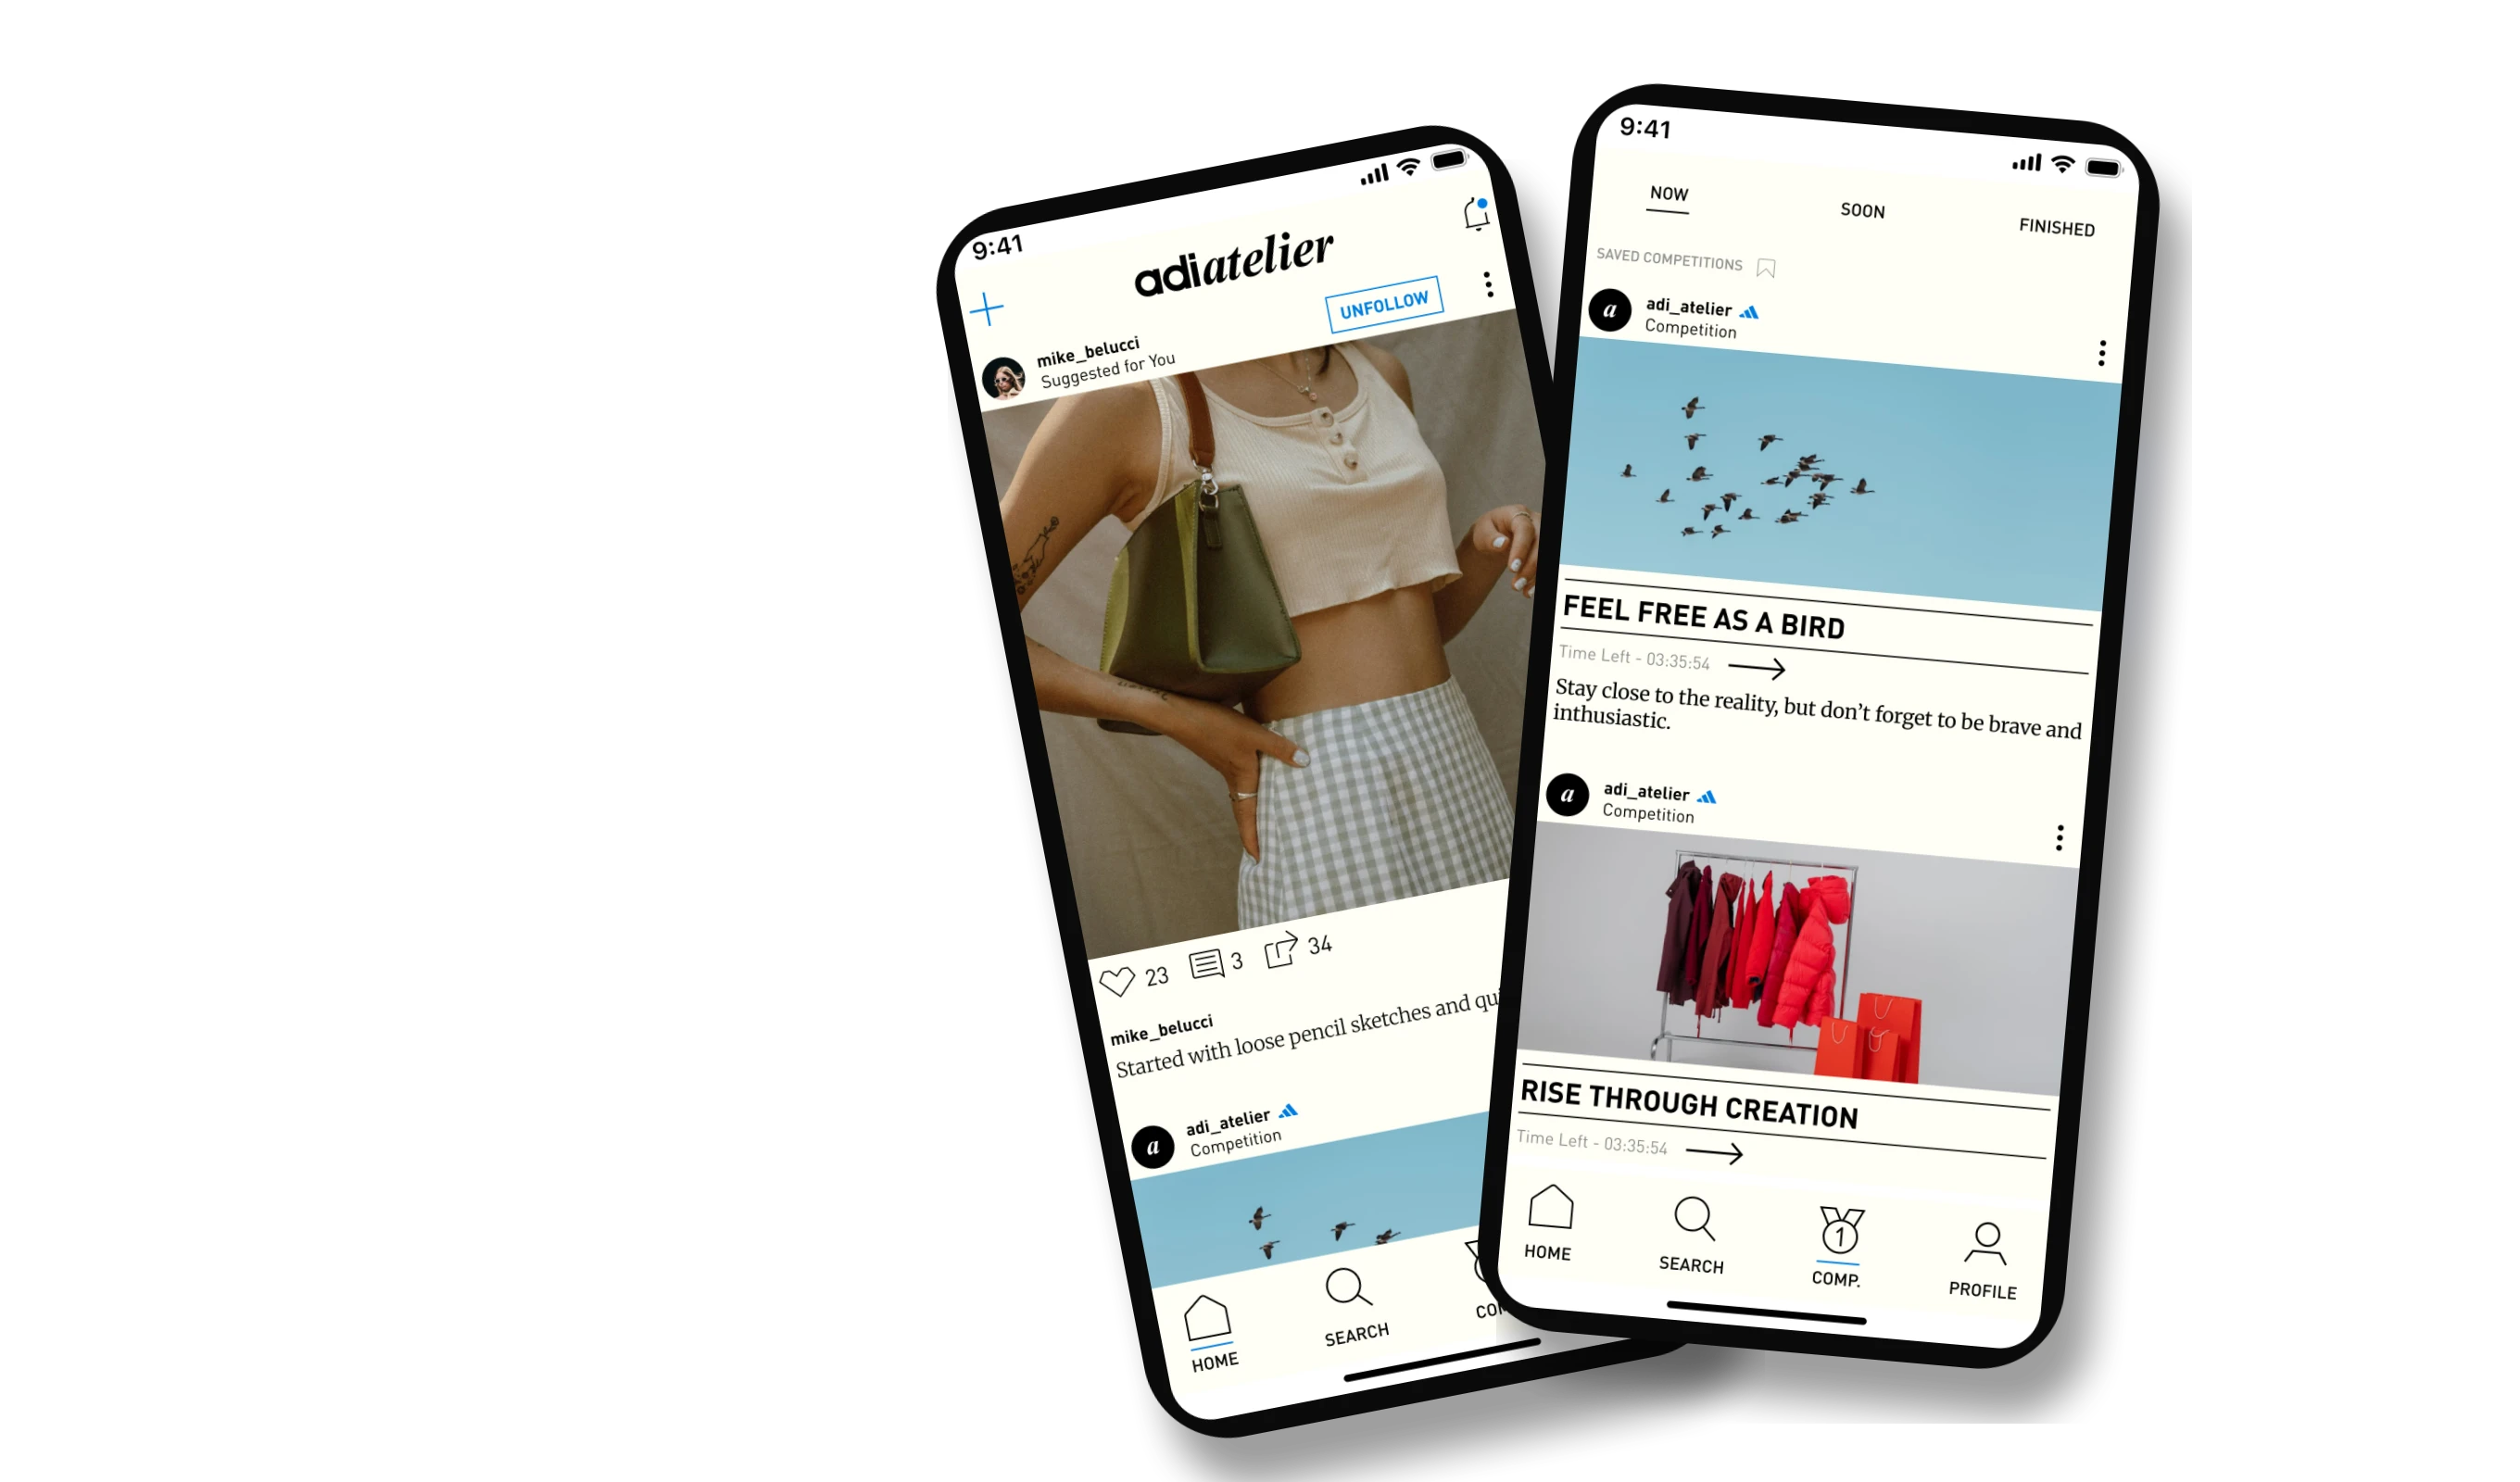 9:41
adiatelier
mike_belucci
Suggested for You
UNFOLLOW
23
3
34
mike_belucci
Started with loose pencil sketches and
adi_atelier
Competition
a
HOME
SEARCH
9:41
NOW
SOON
FINISHED
SAVED COMPETITIONS
a
adi_atelier
Competition
FEEL FREE AS A BIRD
Time Left - 03:35:54
Stay close to the reality, but don’t forget to be brave and
inthusiastic.
a
adi_atelier
Competition
RISE THROUGH CREATION
Time Left - 03:35:54
HOME
SEARCH
1
COMP.
PROFILE